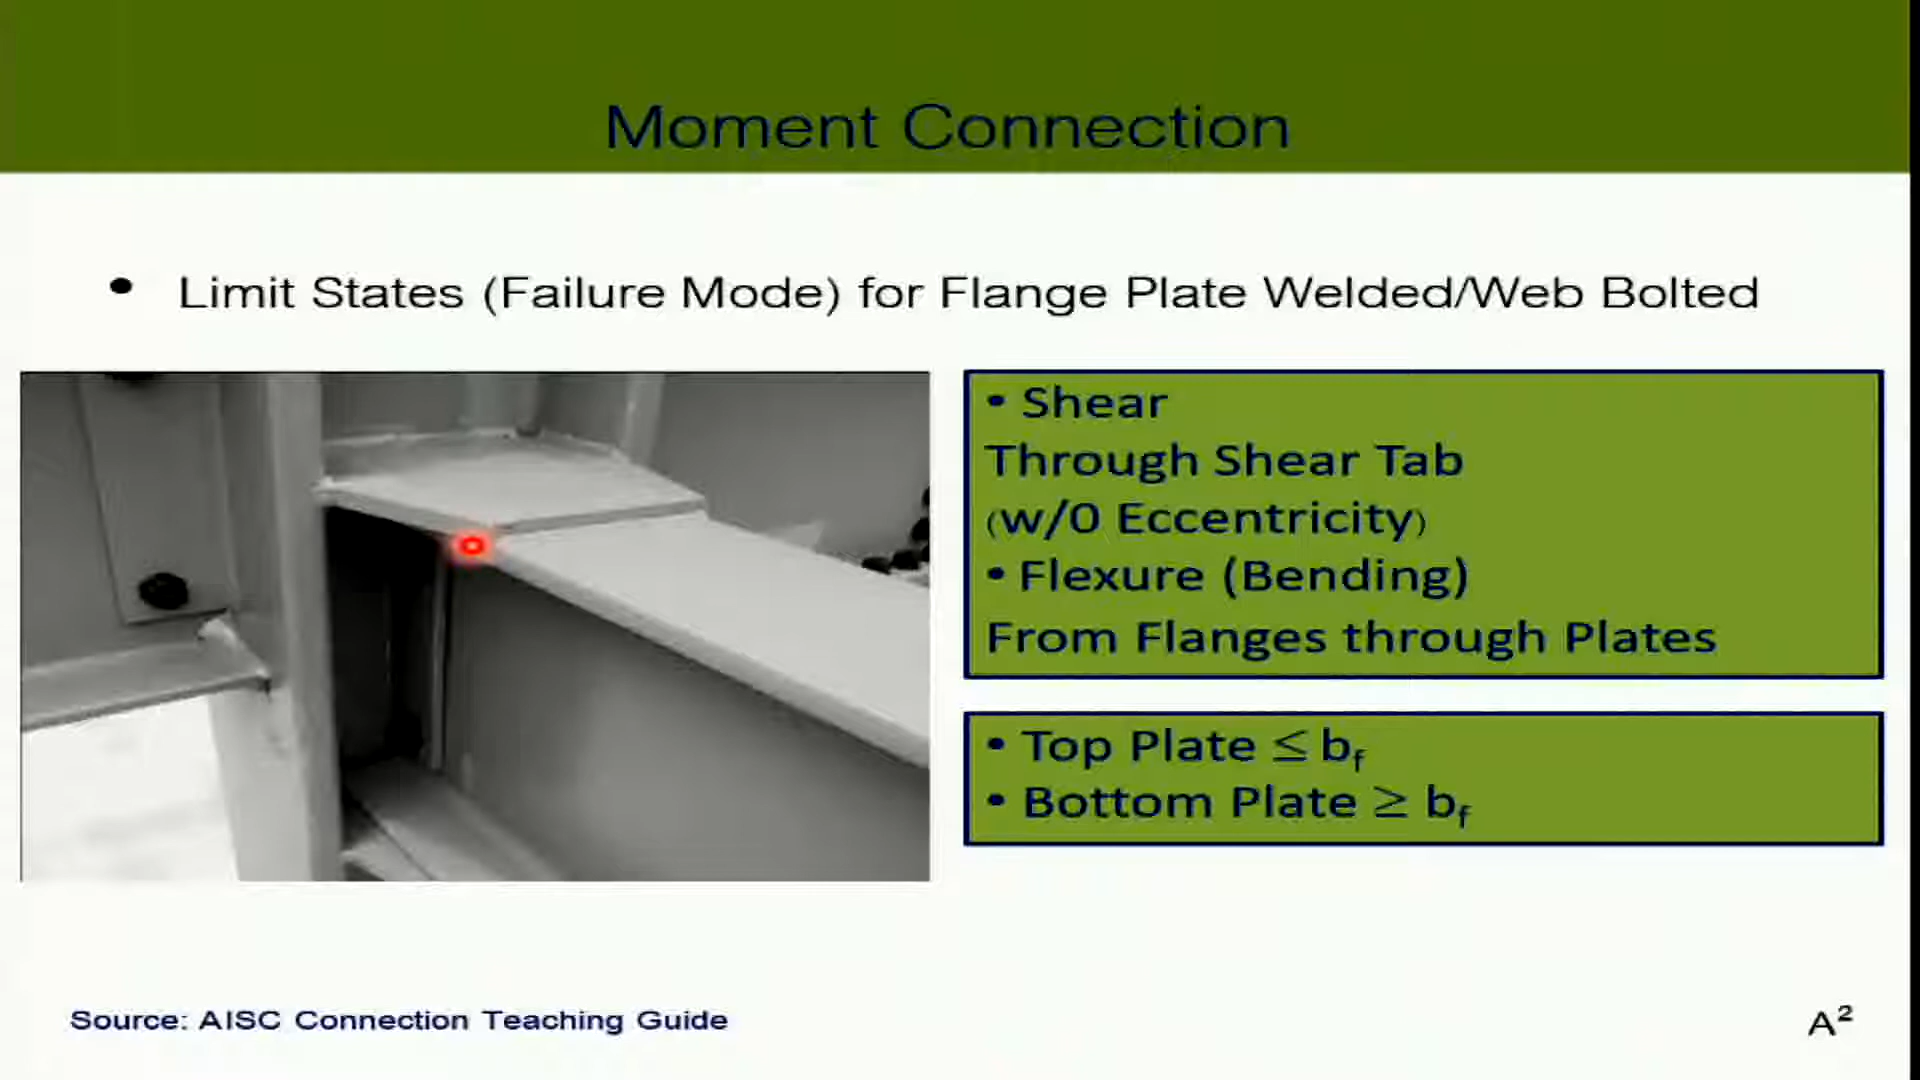 Moment Connection
• Limit States (Failure Mode) for Flange Plate Welded/Web Bolted
• Shear
Through Shear Tab
(w/0 Eccentricity)
• Flexure (Bending)
From Flanges through Plates
• Top Plate ≤ bf
• Bottom Plate ≥ bf
Source: AISC Connection Teaching Guide
A²